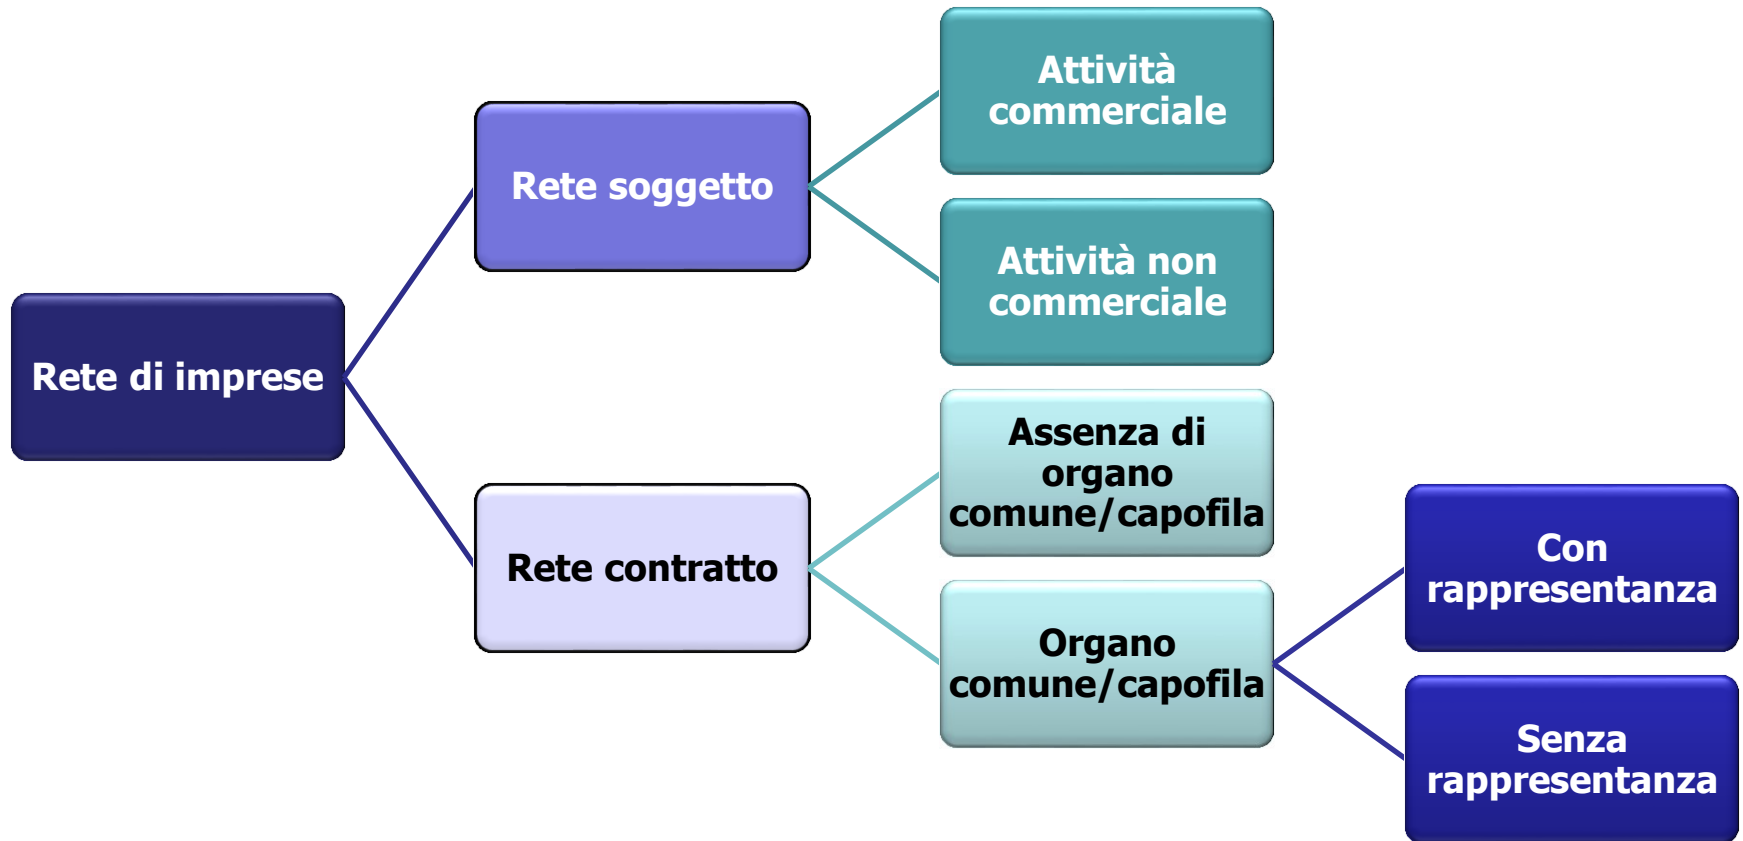 Rete di imprese
Rete soggetto
Attività
commerciale
Attività non
commerciale
Rete contratto
Assenza di
organo
comune/capofila
Organo
comune/capofila
Con
rappresentanza
Senza
rappresentanza